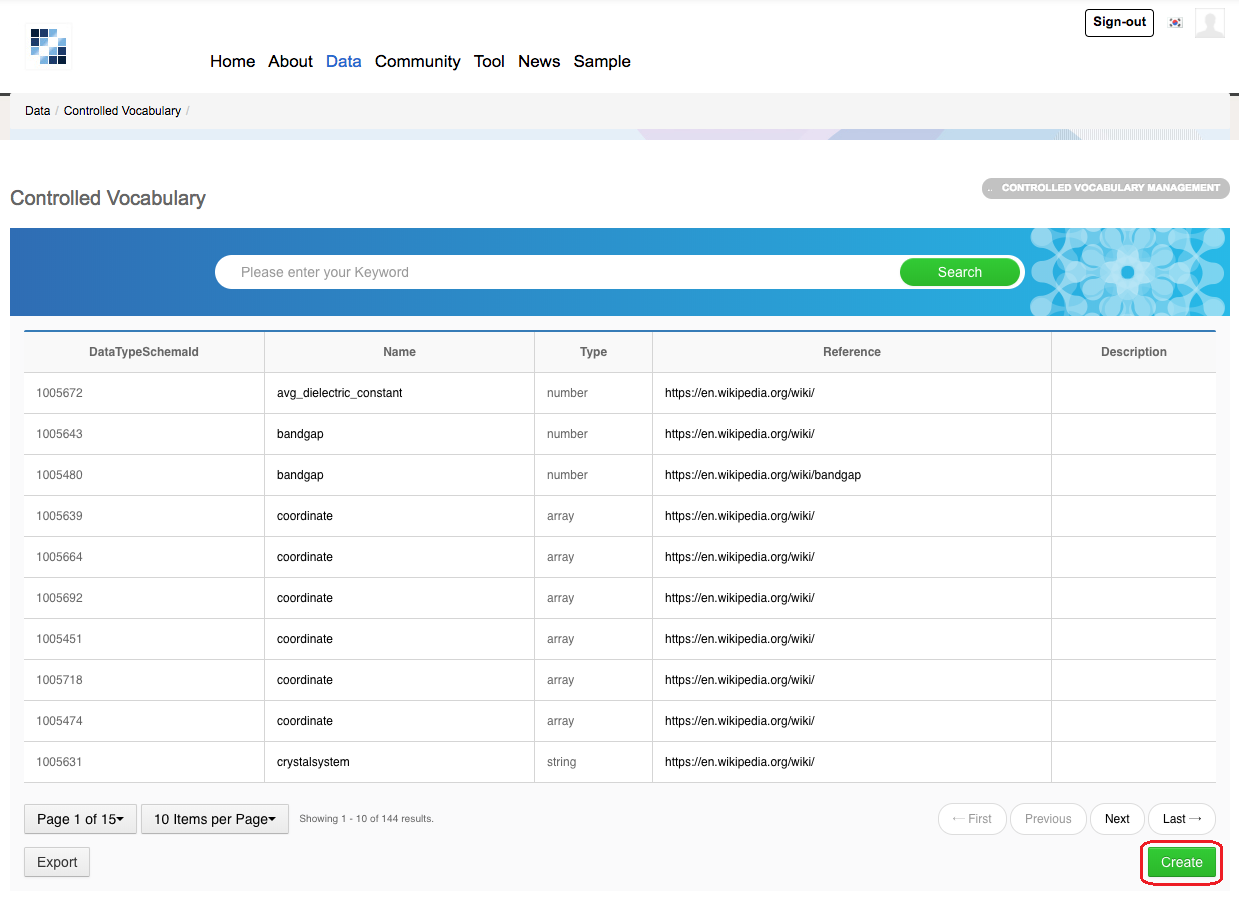 Sign-out
Home About Data Community Tool News Sample
Data / Controlled Vocabulary /
Controlled Vocabulary
.. CONTROLLED VOCABULARY MANAGEMENT
Please enter your Keyword Search
DataTypeSchemaId Name Type Reference Description
1005672 avg_dielectric_constant number https://en.wikipedia.org/wiki/
1005643 bandgap number https://en.wikipedia.org/wiki/
1005480 bandgap number https://en.wikipedia.org/wiki/bandgap
1005639 coordinate array https://en.wikipedia.org/wiki/
1005664 coordinate array https://en.wikipedia.org/wiki/
1005692 coordinate array https://en.wikipedia.org/wiki/
1005451 coordinate array https://en.wikipedia.org/wiki/
1005718 coordinate array https://en.wikipedia.org/wiki/
1005474 coordinate array https://en.wikipedia.org/wiki/
1005631 crystalsystem string https://en.wikipedia.org/wiki/
Page 1 of 15 10 Items per Page Showing 1 - 10 of 144 results. ← First Previous Next Last →
Export Create